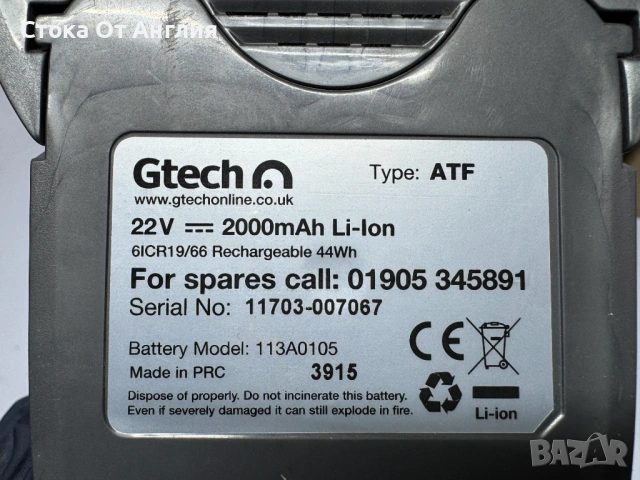 Стока От Англия
Gtech
Type: ATF
www.gtechonline.co.uk
22V 2000mAh Li-Ion
6ICR19/66 Rechargeable 44Wh
For spares call: 01905 345891
Serial No: 11703-007067
Battery Model: 113A0105
Made in PRC 3915
CE
Dispose of properly. Do not incinerate this battery.
Even if severely damaged it can still explode in fire.
Li-ion
BAZAR